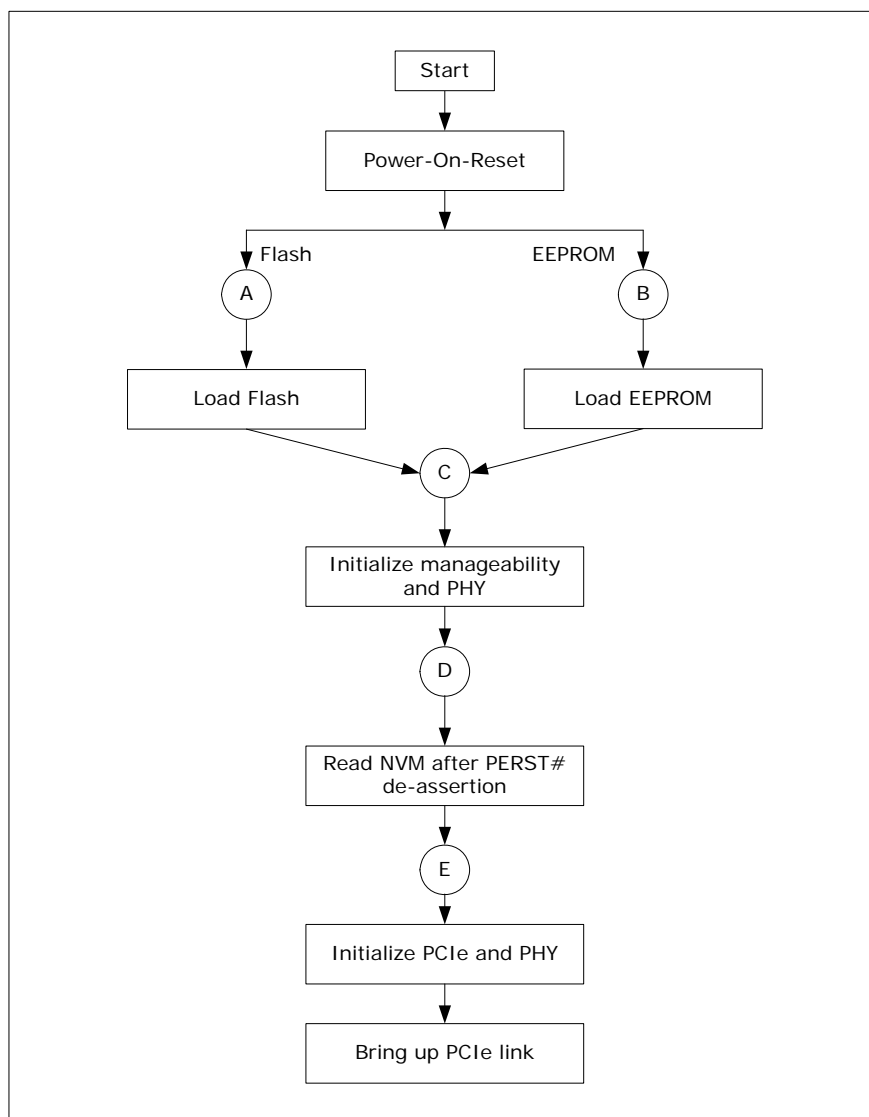 Start
Power-On-Reset
Flash
EEPROM
A
B
Load Flash
Load EEPROM
C
Initialize manageability
and PHY
D
Read NVM after PERST#
de-assertion
E
Initialize PCIe and PHY
Bring up PCIe link